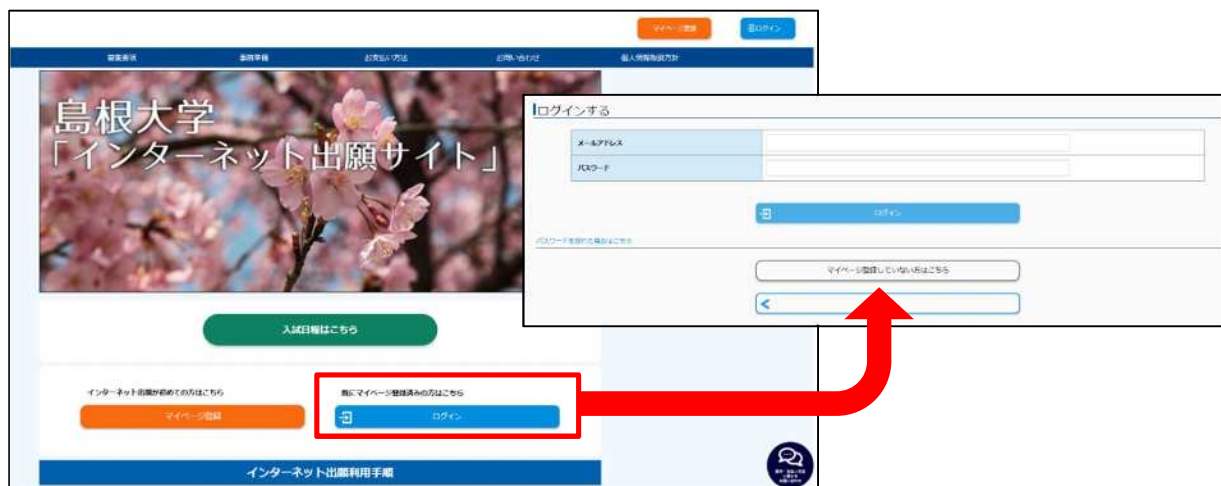 マイページ登録
ログイン
募集要項
事前準備
お支払い方法
お問い合わせ
個人情報取扱方針
島根大学
「インターネット出願サイト」
入試日程はこちら
インターネット出願が初めての方はこちら
マイページ登録
既にマイページ登録済みの方はこちら
ログイン
インターネット出願利用手順
ログインする
メールアドレス
パスワード
ログイン
パスワードを忘れた場合はこちら
マイページ登録していない方はこちら